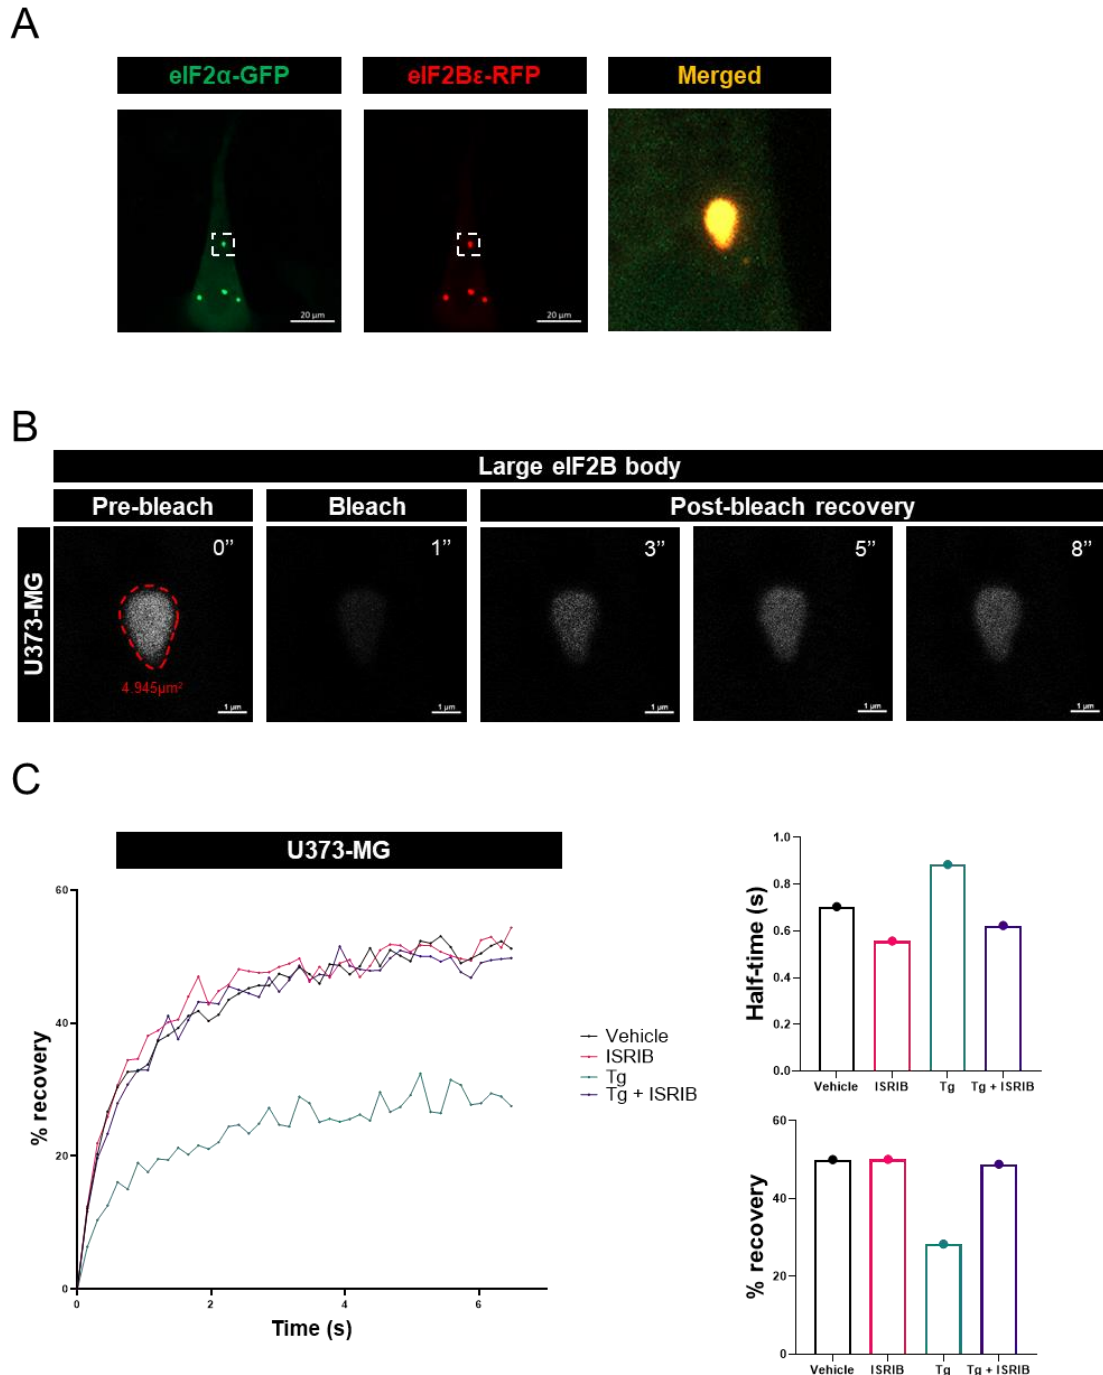 A
eIF2α-GFP
eIF2Bε-RFP
Merged
20 µm
20 µm
B
Large eIF2B body
Pre-bleach
Bleach
Post-bleach recovery
U373-MG
0”
1”
3”
5”
8”
4.945µm²
1 µm
1 µm
1 µm
1 µm
1 µm
C
U373-MG
60
40
20
0
% recovery
0
2
4
6
Time (s)
Vehicle
ISRIB
Tg
Tg + ISRIB
1.0
0.8
0.6
0.4
0.2
0.0
Half-time (s)
Vehicle
ISRIB
Tg
Tg + ISRIB
60
40
20
0
% recovery
Vehicle
ISRIB
Tg
Tg + ISRIB